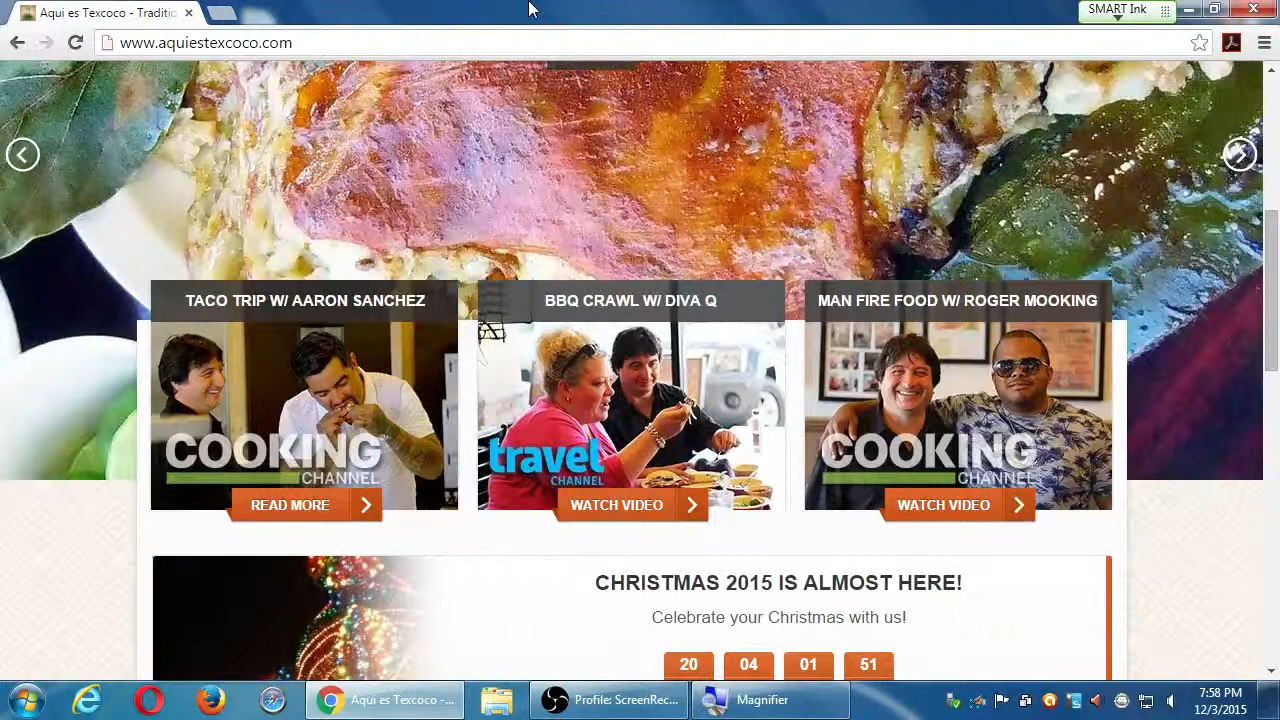 Aqui es Texcoco - Traditio
SMART Ink
www.aquiestexcoco.com
TACO TRIP W/ AARON SANCHEZ
BBQ CRAWL W/ DIVA Q
MAN FIRE FOOD W/ ROGER MOOKING
COOKING
CHANNEL
travel
CHANNEL
COOKING
CHANNEL
READ MORE
WATCH VIDEO
WATCH VIDEO
CHRISTMAS 2015 IS ALMOST HERE!
Celebrate your Christmas with us!
20 04 01 51
Aqui es Texcoco -...
Profile: ScreenRec...
Magnifier
7:58 PM
12/3/2015